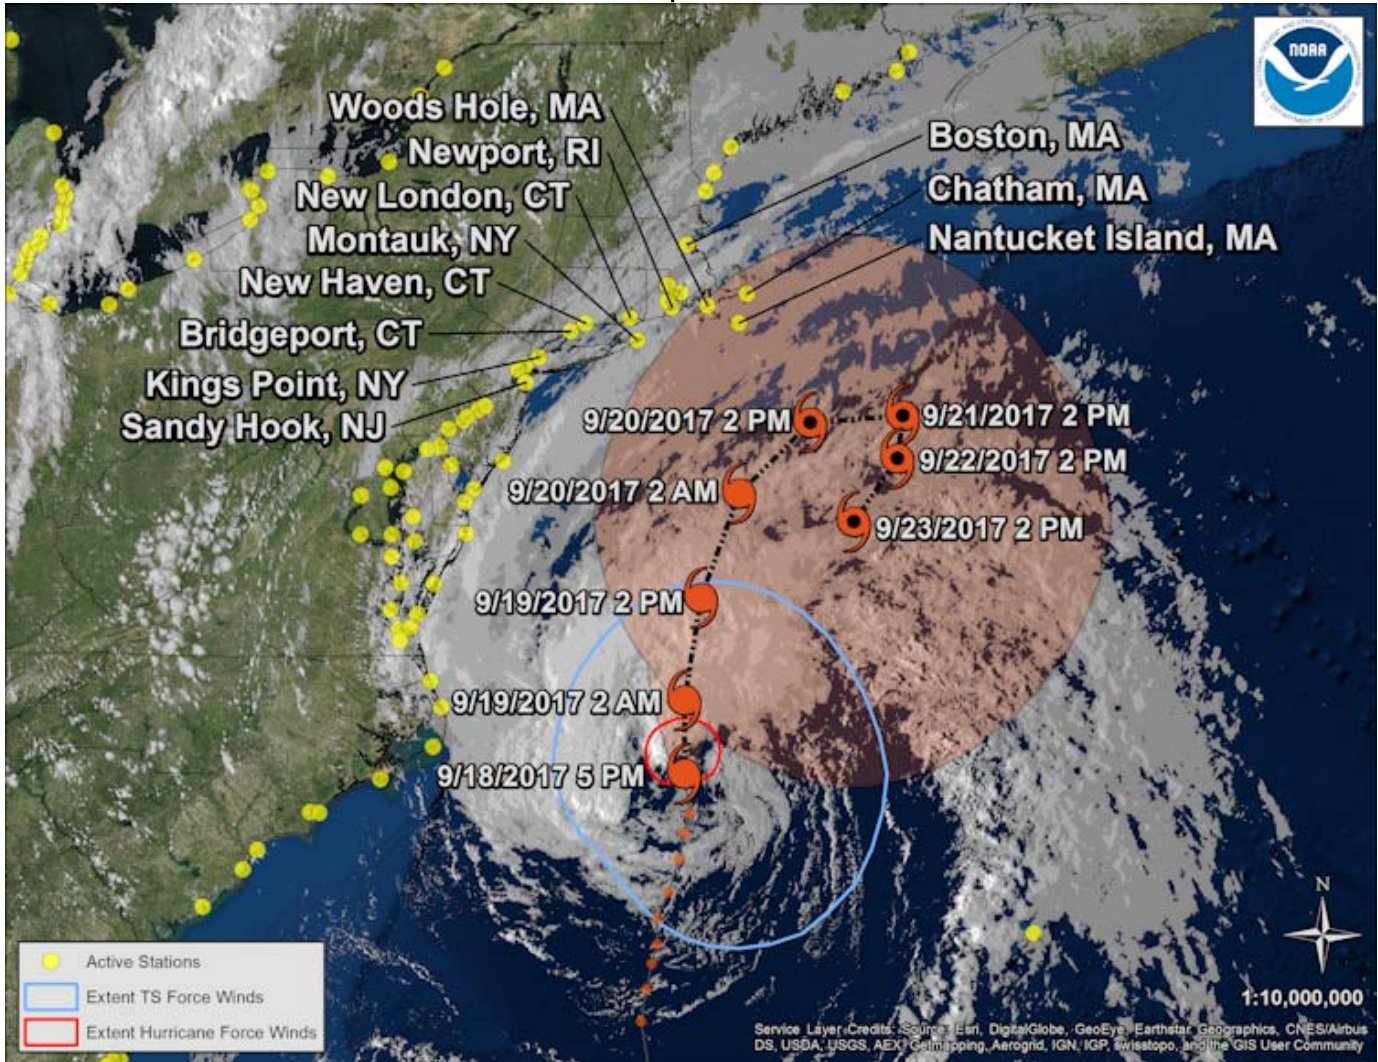 NOAA
Woods Hole, MA
Newport, RI
New London, CT
Montauk, NY
New Haven, CT
Bridgeport, CT
Kings Point, NY
Sandy Hook, NJ
Boston, MA
Chatham, MA
Nantucket Island, MA
9/20/2017 2 PM
9/21/2017 2 PM
9/22/2017 2 PM
9/20/2017 2 AM
9/23/2017 2 PM
9/19/2017 2 PM
9/19/2017 2 AM
9/18/2017 5 PM
Active Stations
Extent TS Force Winds
Extent Hurricane Force Winds
N
1:10,000,000
Service Layer Credits: Source: Esri, DigitalGlobe, GeoEye, Earthstar Geographics, CNES/Airbus
DS, USDA, USGS, AEX, Getmapping, Aerogrid, IGN, IGP, swisstopo, and the GIS User Community